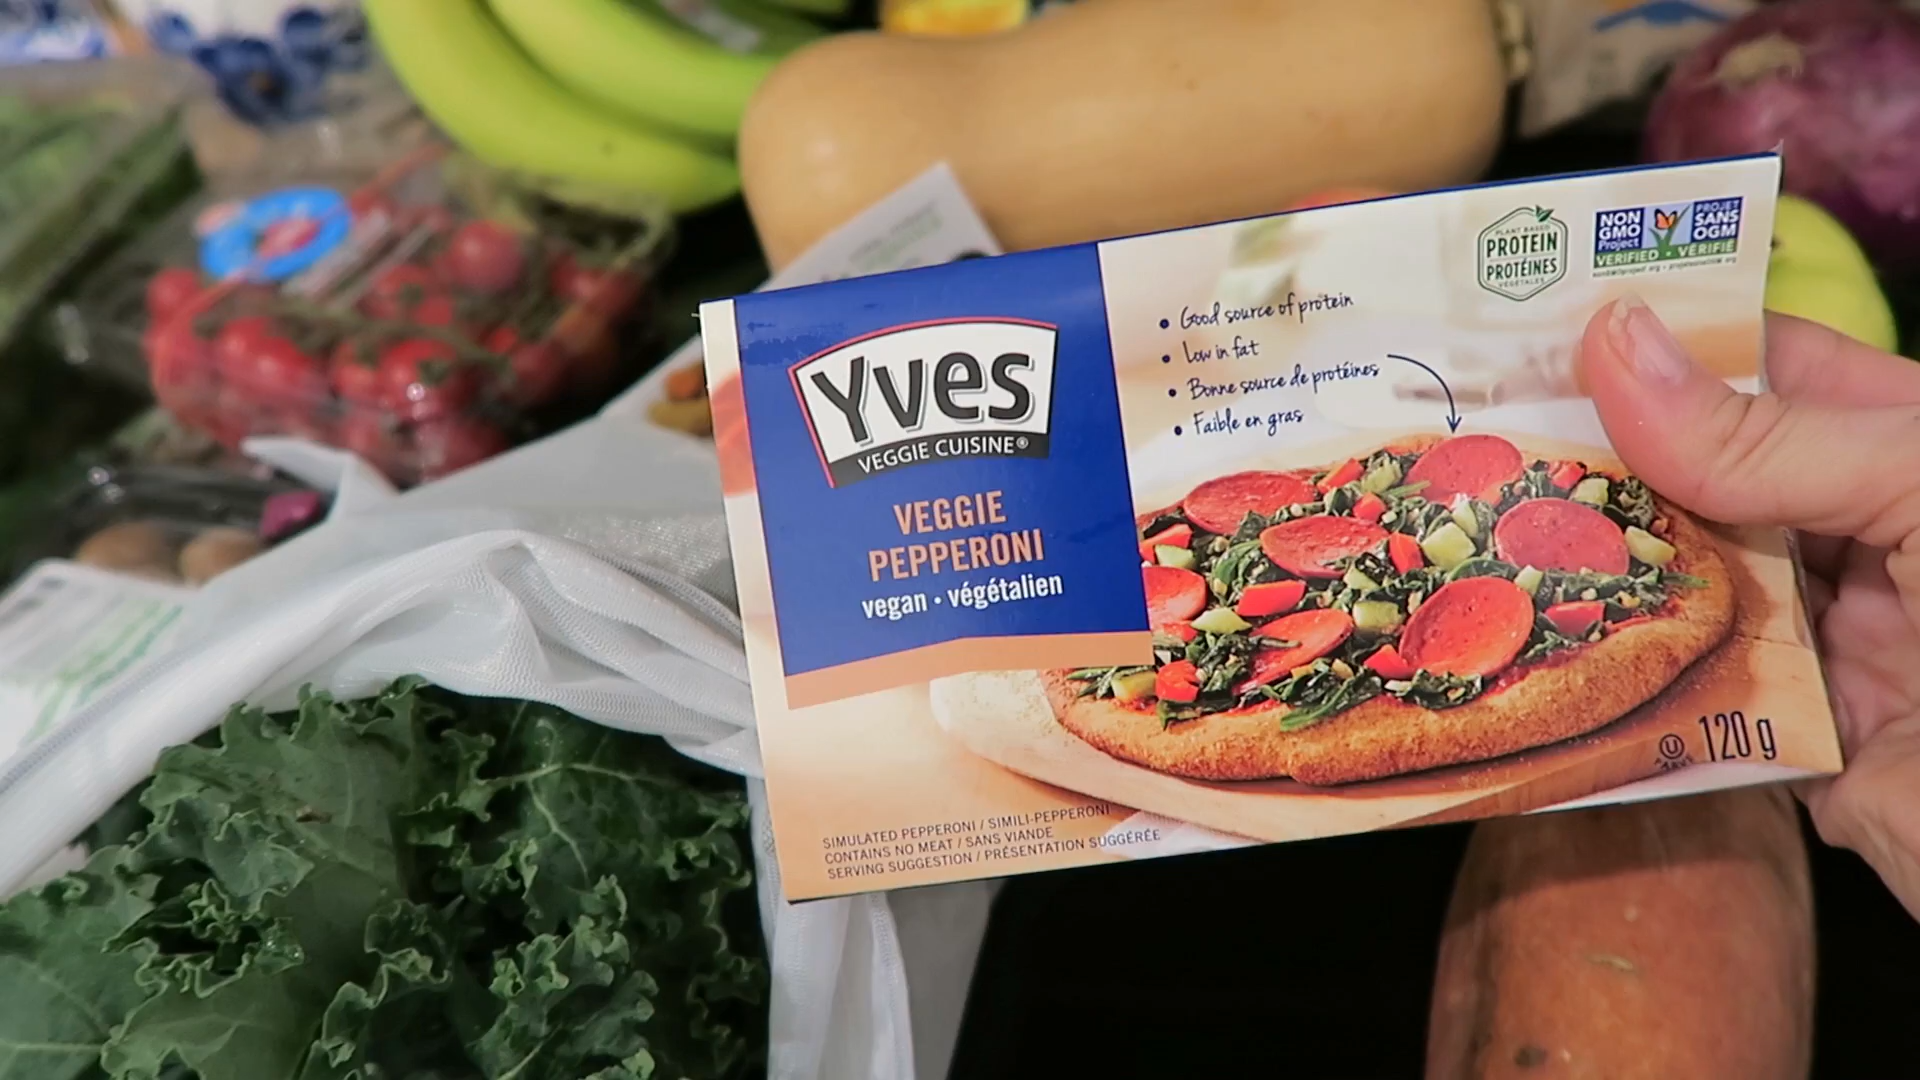 Yves
VEGGIE CUISINE®
VEGGIE
PEPPERONI
vegan • végétalien
• Good source of protein
• Low in fat
• Bonne source de protéines
• Faible en gras
PLANT BASED
PROTEIN
PROTÉINES
VÉGÉTALES
NON
GMO
Project
PROJET
SANS
OGM
VERIFIED • VÉRIFIÉ
U
PARVE
120 g
SIMULATED PEPPERONI / SIMILI-PEPPERONI
CONTAINS NO MEAT / SANS VIANDE
SERVING SUGGESTION / PRÉSENTATION SUGGÉRÉE